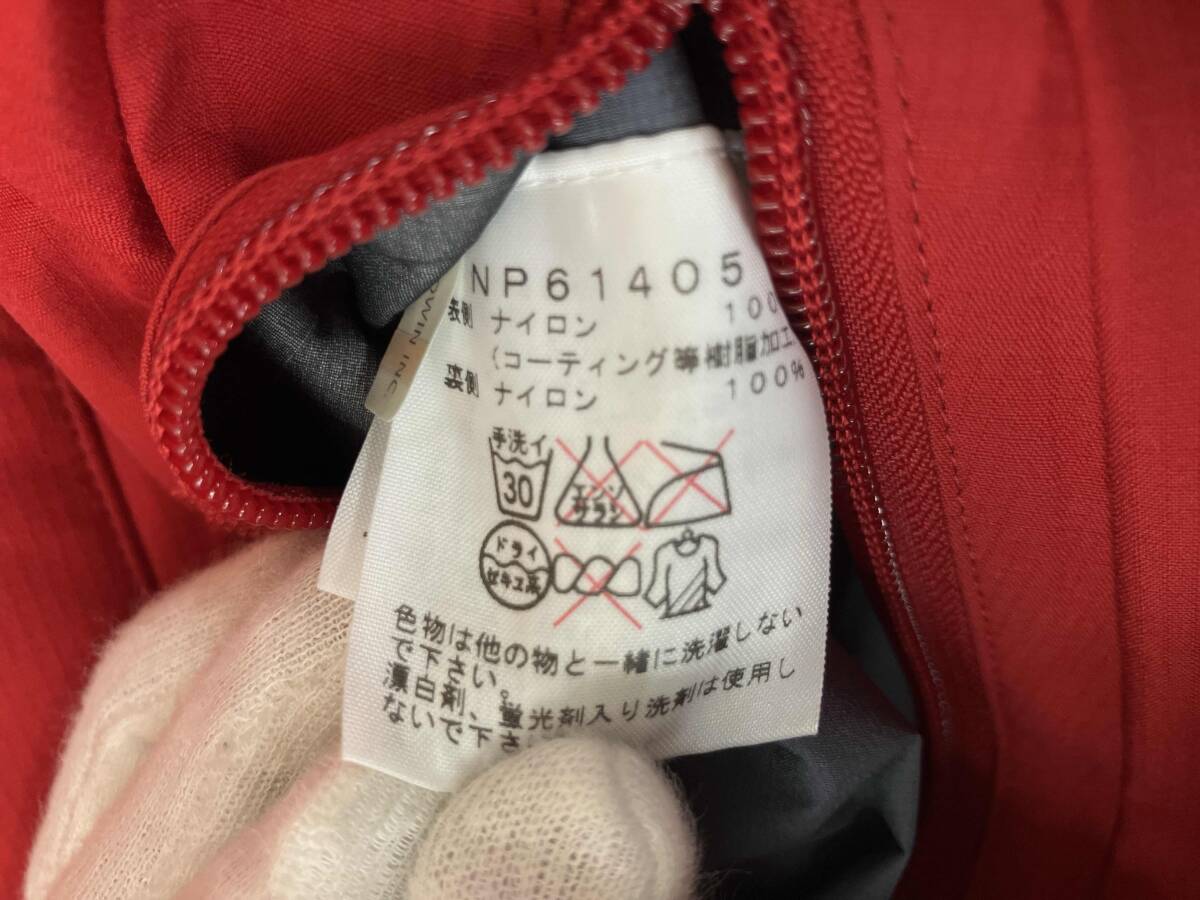 NP61405
表側 ナイロン 100
(コーティング等樹脂加工
裏側 ナイロン 100%
手洗イ
30
エンソ
サラシ
ドライ
セキユ系
色物は他の物と一緒に洗濯しない
で下さい。
漂白剤、蛍光剤入り洗剤は使用し
ないで下さ
DWIN INC.